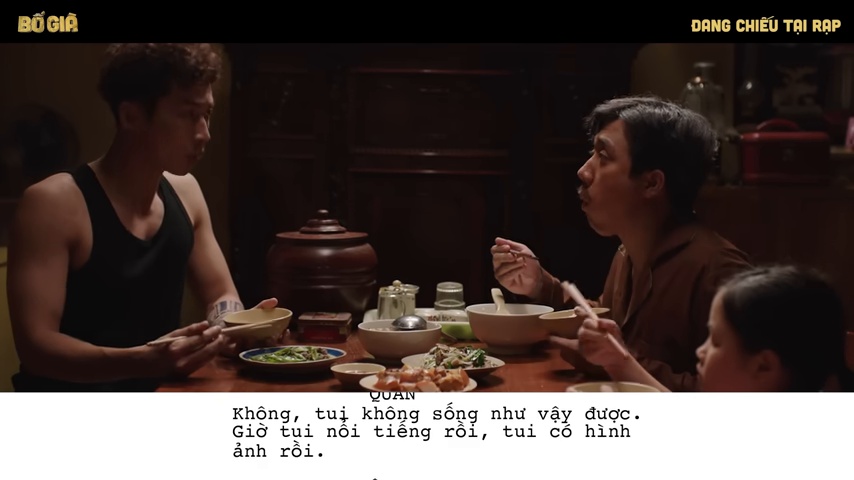 BỐ GIÀ
ĐANG CHIẾU TẠI RẠP
QUÂN
Không, tui không sống như vậy được.
Giờ tui nổi tiếng rồi, tui có hình
ảnh rồi.